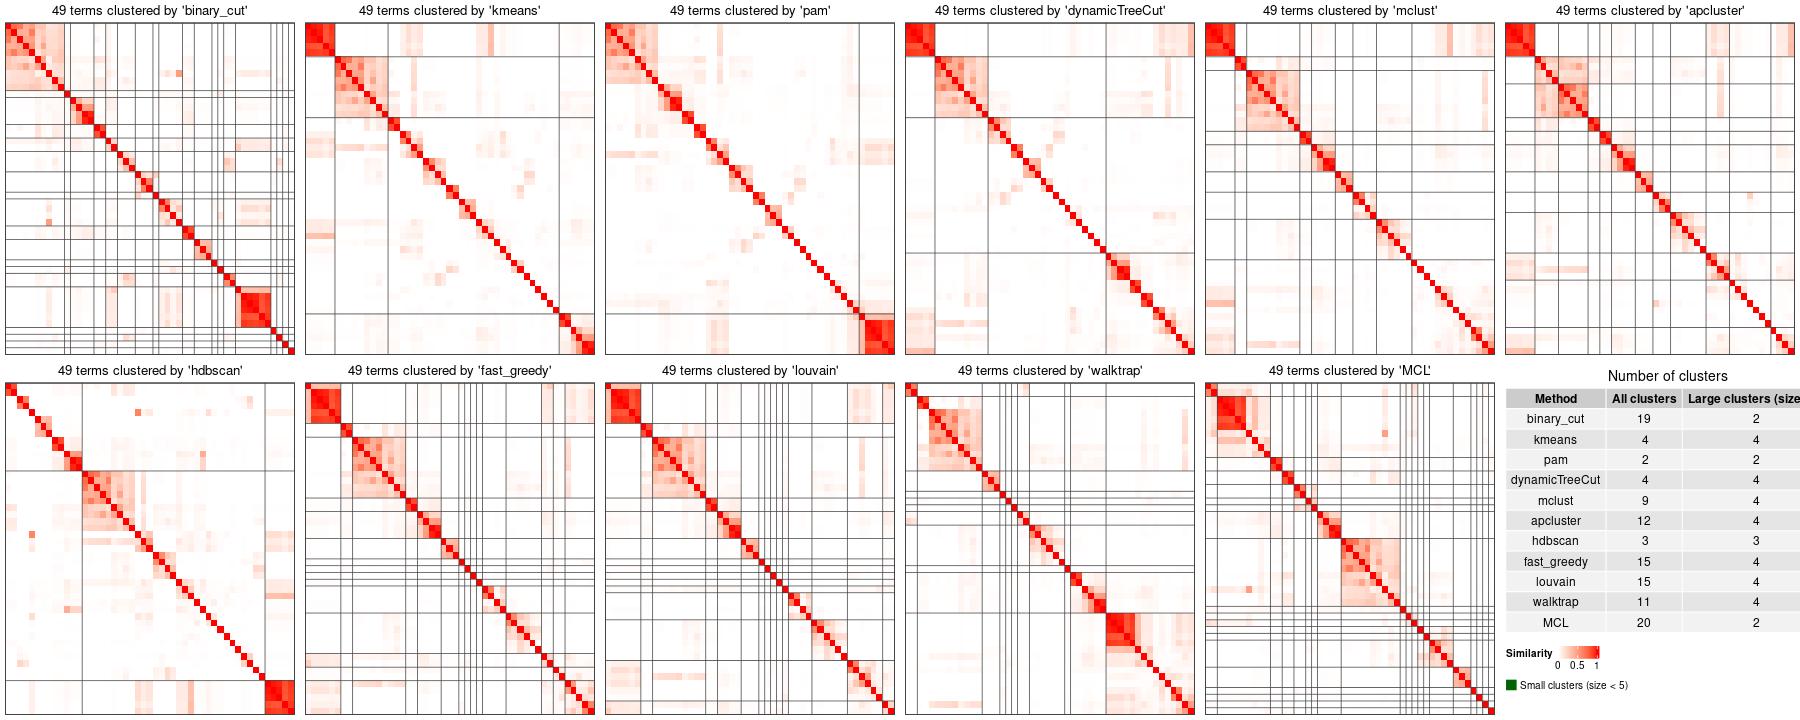 49 terms clustered by 'binary_cut'
49 terms clustered by 'kmeans'
49 terms clustered by 'pam'
49 terms clustered by 'dynamicTreeCut'
49 terms clustered by 'mclust'
49 terms clustered by 'apcluster'
49 terms clustered by 'hdbscan'
49 terms clustered by 'fast_greedy'
49 terms clustered by 'louvain'
49 terms clustered by 'walktrap'
49 terms clustered by 'MCL'
Number of clusters
Method All clusters Large clusters (size
binary_cut 19 2
kmeans 4 4
pam 2 2
dynamicTreeCut 4 4
mclust 9 4
apcluster 12 4
hdbscan 3 3
fast_greedy 15 4
louvain 15 4
walktrap 11 4
MCL 20 2
Similarity
0 0.5 1
Small clusters (size < 5)